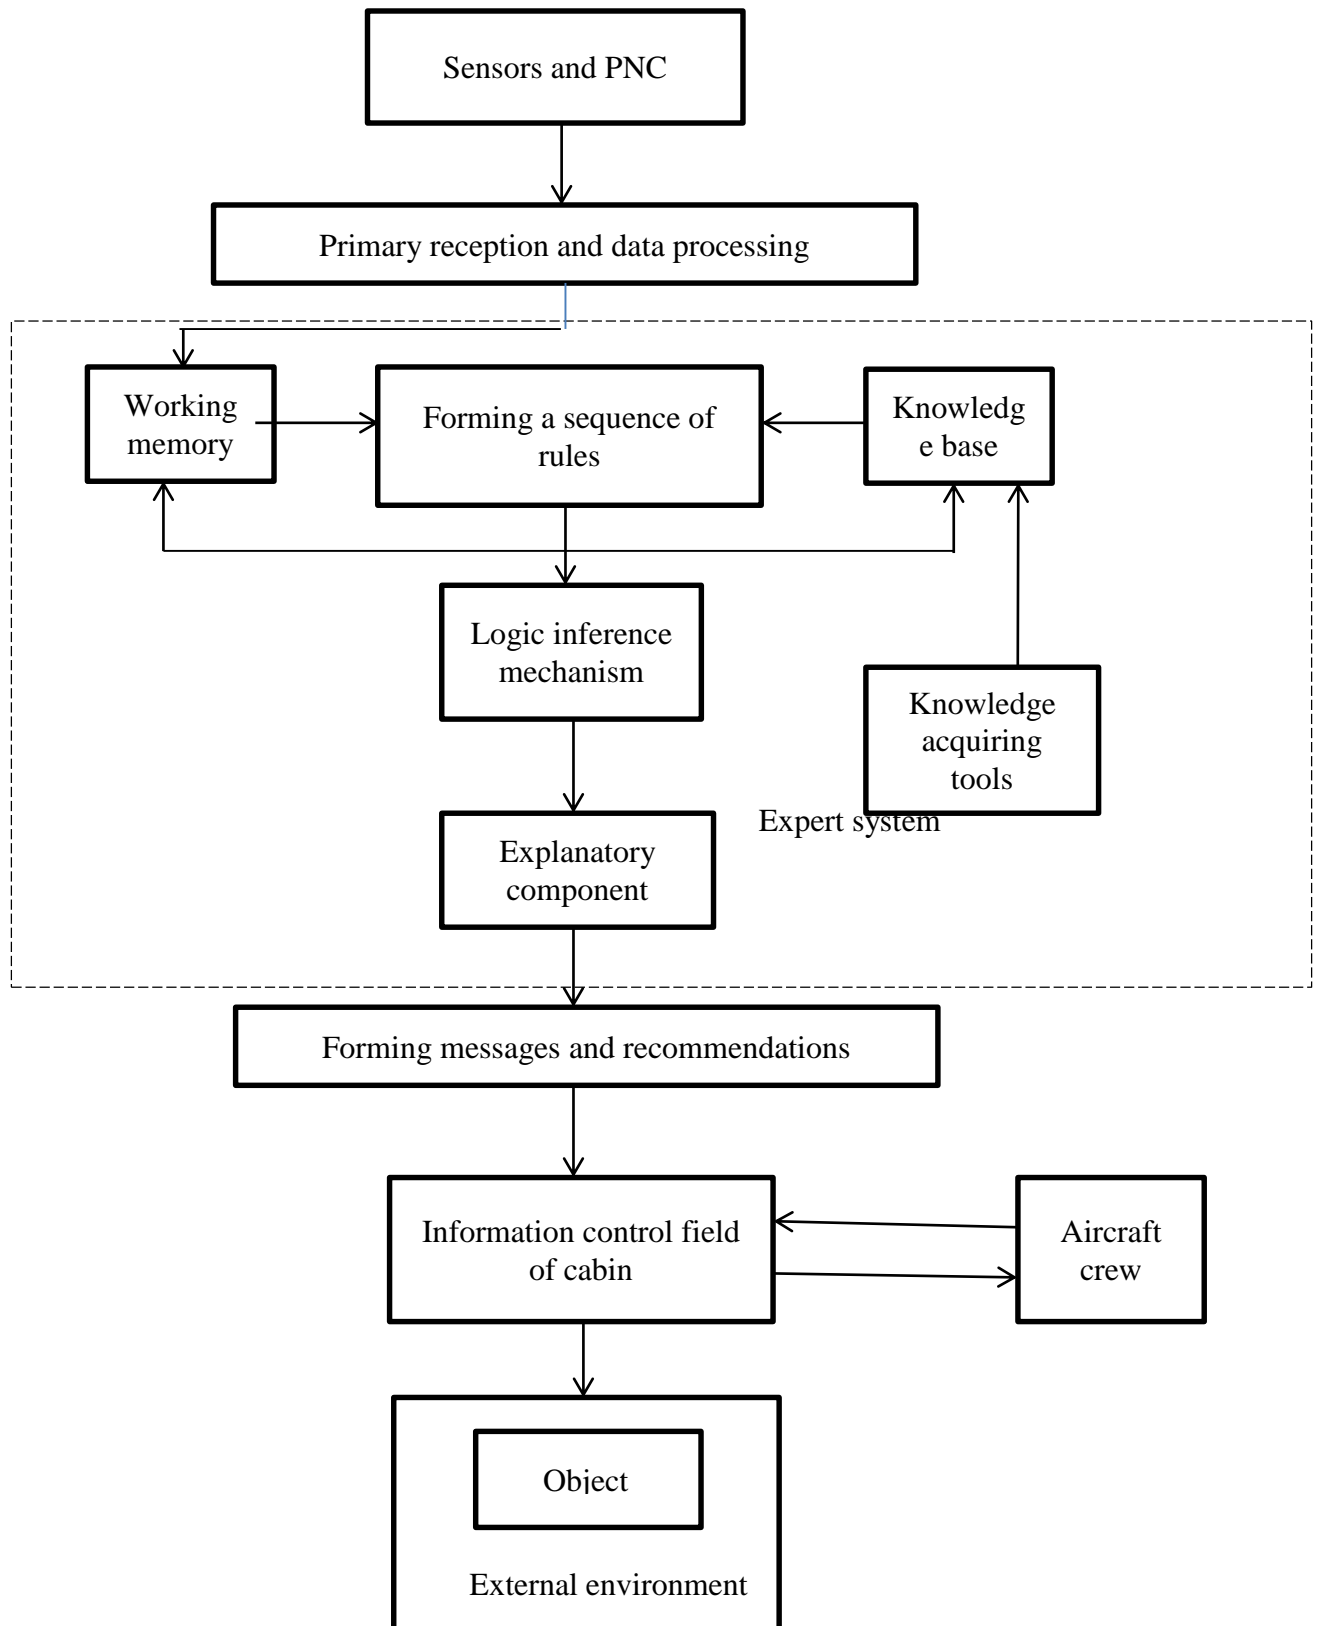 Sensors and PNC
Primary reception and data processing
Working
memory
Forming a sequence of
rules
Knowledg
e base
Logic inference
mechanism
Knowledge
acquiring
tools
Expert system
Explanatory
component
Forming messages and recommendations
Information control field
of cabin
Aircraft
crew
Object
External environment